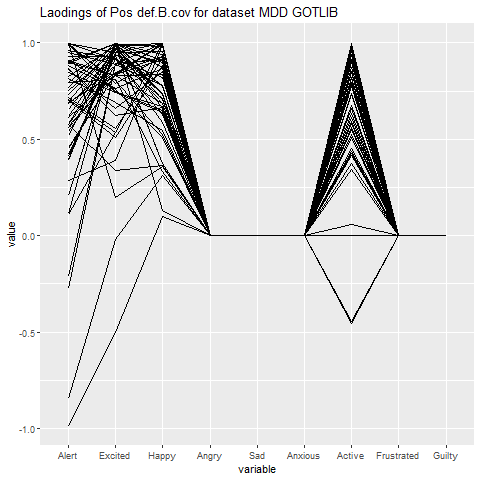 Laodings of Pos def.B.cov for dataset MDD GOTLIB
value
1.0
0.5
0.0
-0.5
-1.0
Alert Excited Happy Angry Sad Anxious Active Frustrated Guilty
variable